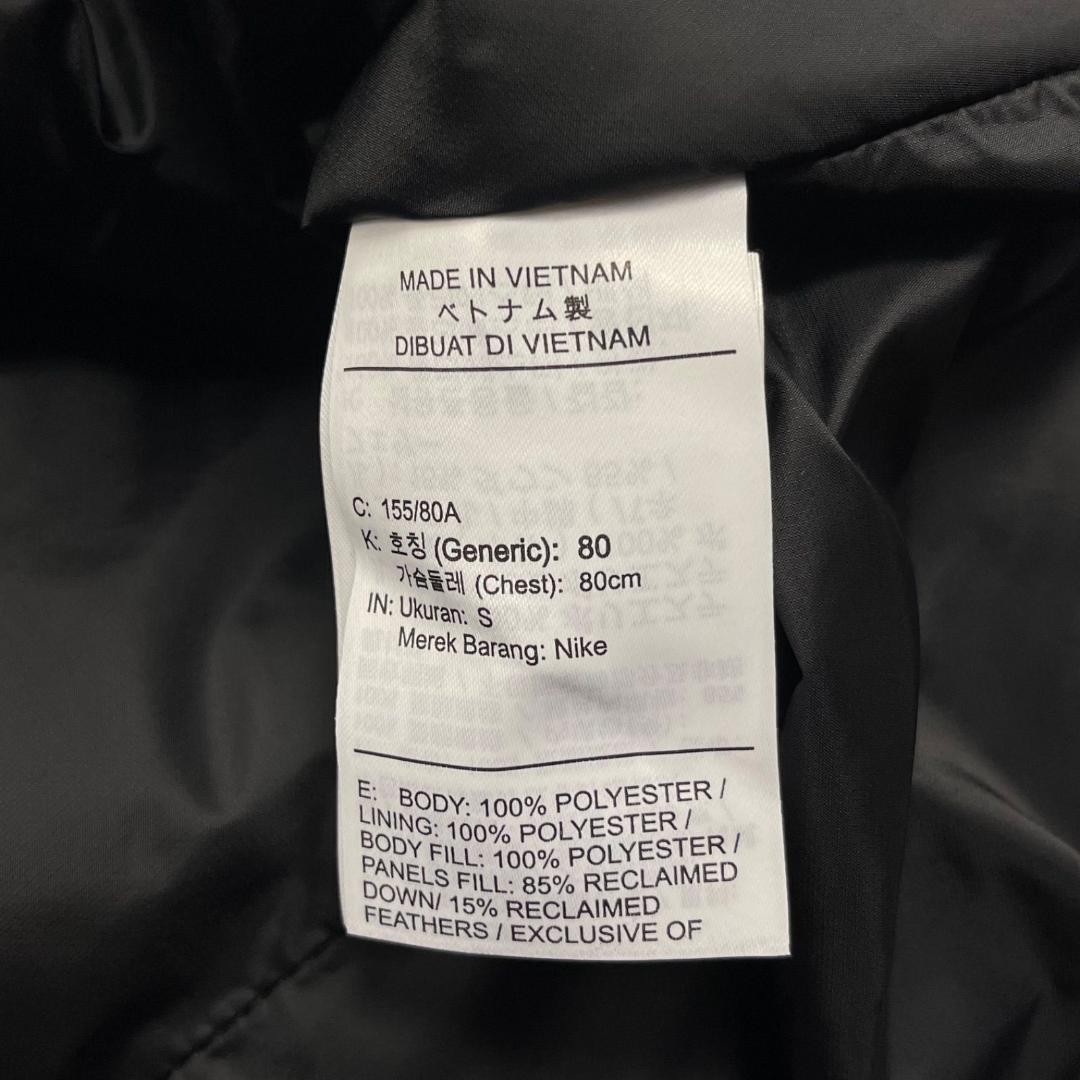 MADE IN VIETNAM
ベトナム製
DIBUAT DI VIETNAM
C: 155/80A
K: 호칭 (Generic): 80
가슴둘레 (Chest): 80cm
IN: Ukuran: S
Merek Barang: Nike
E: BODY: 100% POLYESTER /
LINING: 100% POLYESTER /
BODY FILL: 100% POLYESTER /
PANELS FILL: 85% RECLAIMED
DOWN/ 15% RECLAIMED
FEATHERS / EXCLUSIVE OF